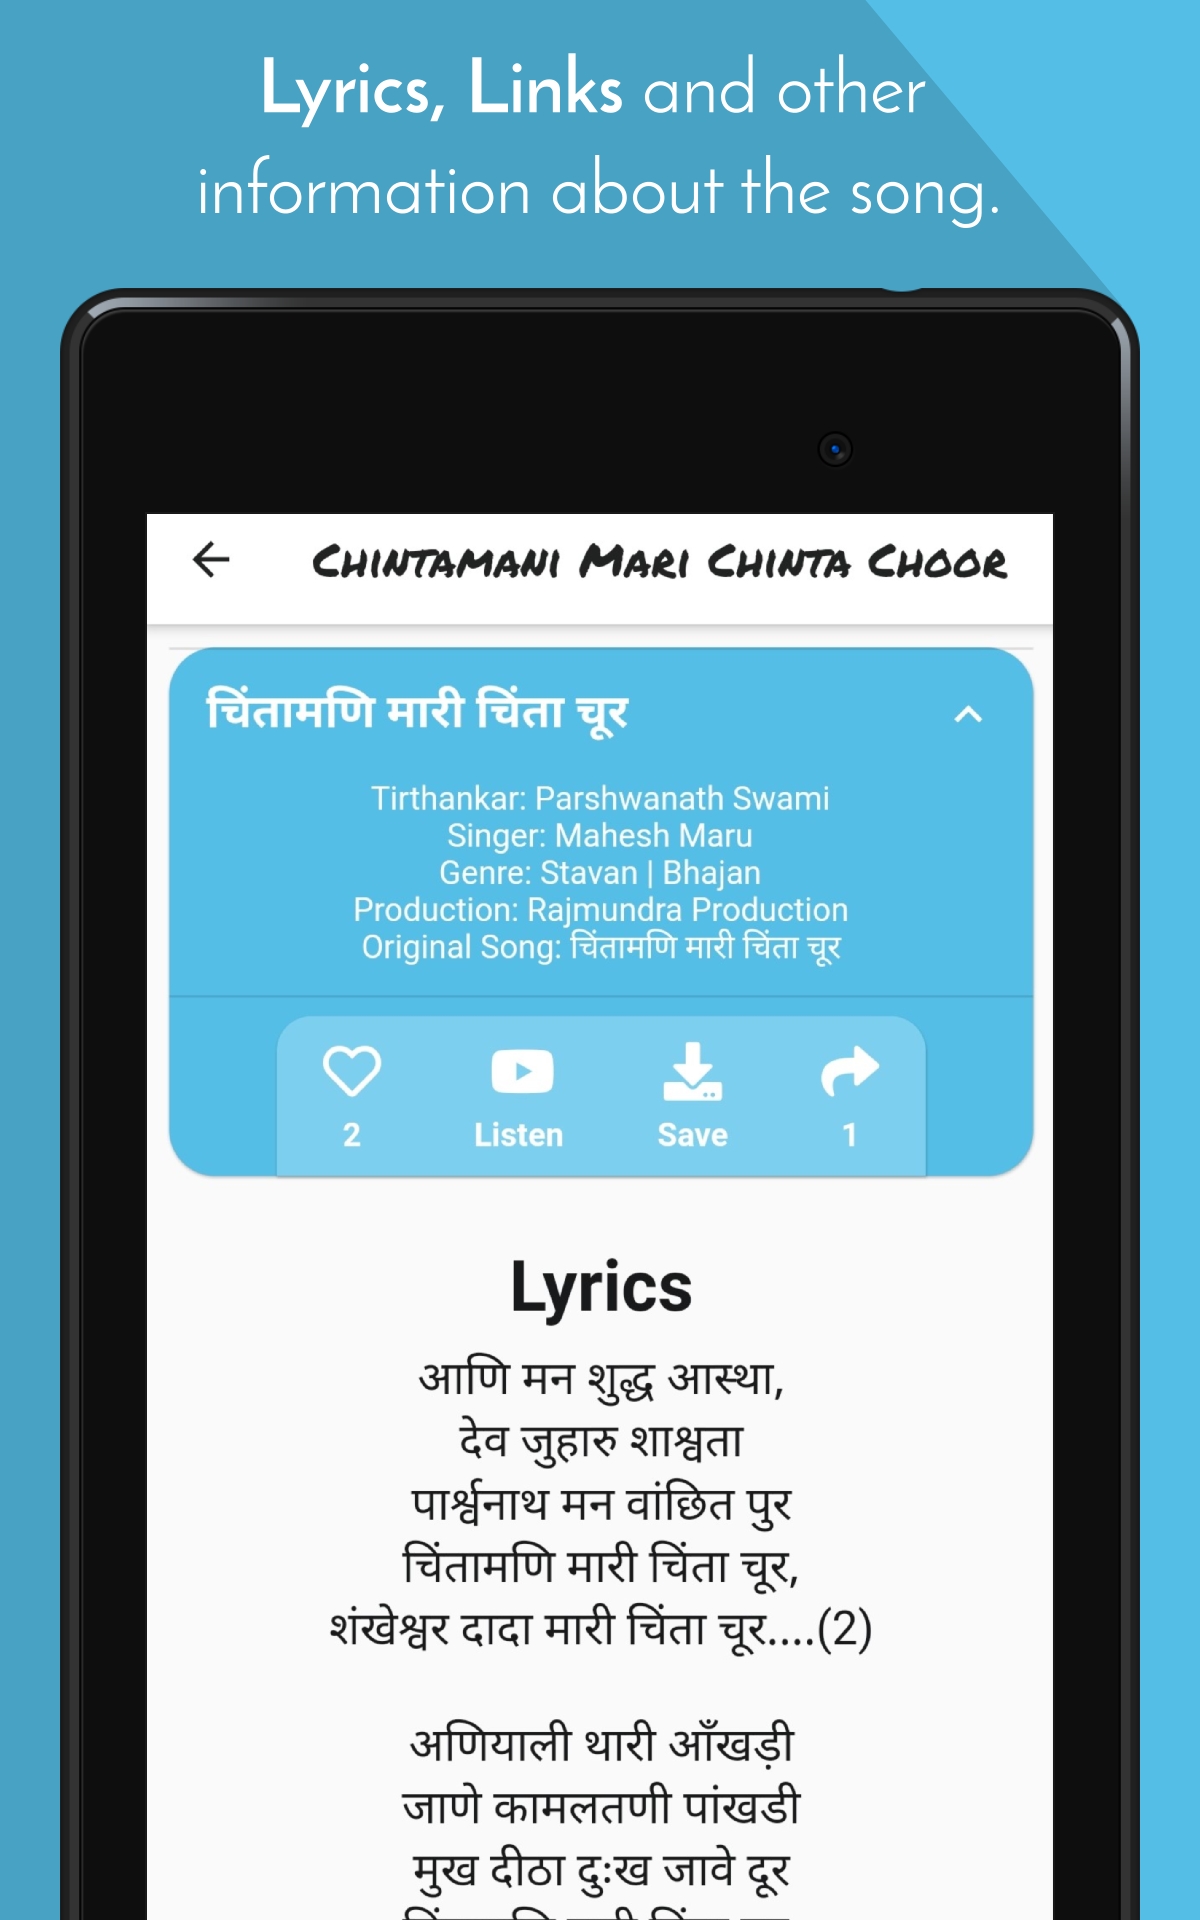 Lyrics, Links and other
information about the song.
Chintamani Mari Chinta Choor
चिंतामणि मारी चिंता चूर
Tirthankar: Parshwanath Swami
Singer: Mahesh Maru
Genre: Stavan | Bhajan
Production: Rajmundra Production
Original Song: चिंतामणि मारी चिंता चूर
2 Listen Save 1
Lyrics
आणि मन शुद्ध आस्था,
देव जुहारु शाश्वता
पार्श्वनाथ मन वांछित पुर
चिंतामणि मारी चिंता चूर,
शंखेश्वर दादा मारी चिंता चूर....(2)
अणियाली थारी आँखड़ी
जाणे कामलतणी पांखडी
मुख दीठा दुःख जावे दूर